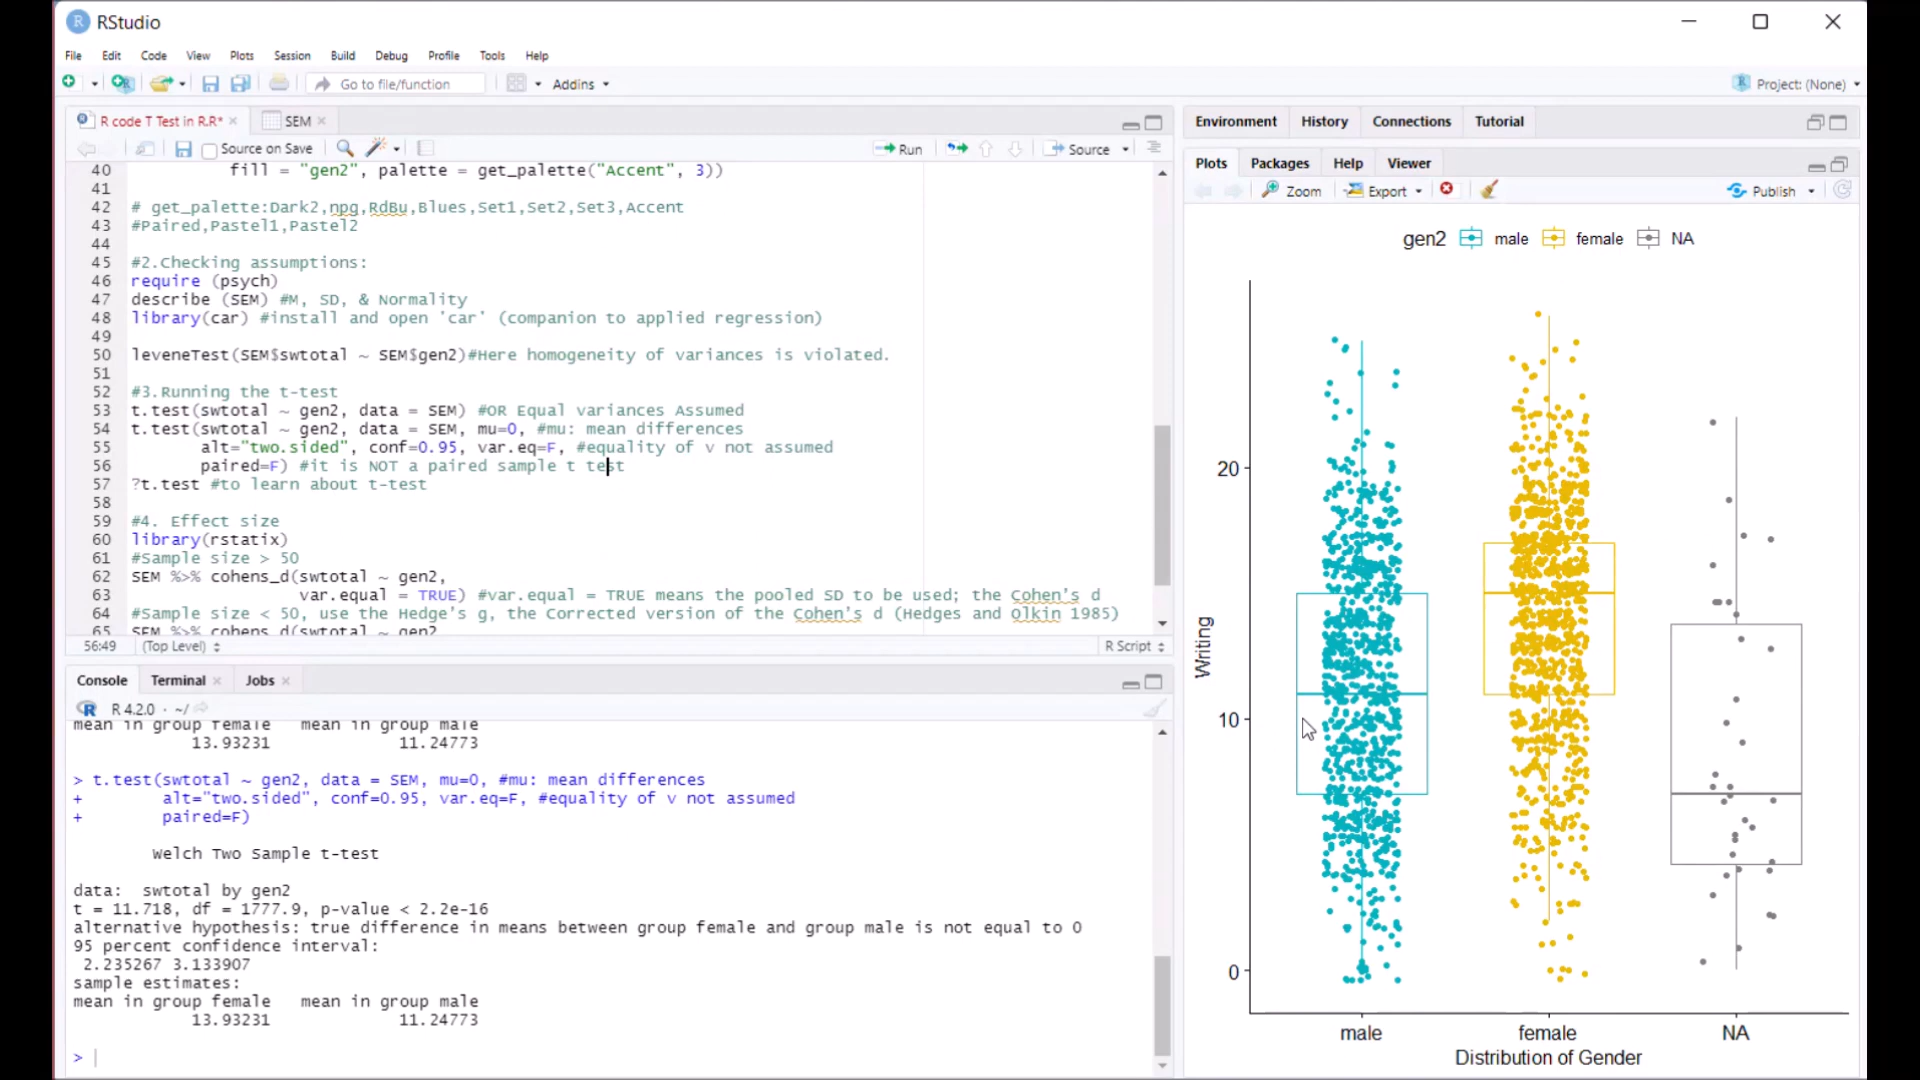 RStudio
File Edit Code View Plots Session Build Debug Profile Tools Help
Go to file/function Addins Project: (None)
R code T Test in R.R* SEM
Source on Save Run Source
40 fill = "gen2", palette = get_palette("Accent", 3))
41
42 # get_palette:Dark2,npg,RdBu,Blues,Set1,Set2,Set3,Accent
43 #Paired,Pastel1,Pastel2
44
45 #2.Checking assumptions:
46 require (psych)
47 describe (SEM) #M, SD, & Normality
48 library(car) #install and open 'car' (companion to applied regression)
49
50 leveneTest(SEM$swtotal ~ SEM$gen2)#Here homogeneity of variances is violated.
51
52 #3.Running the t-test
53 t.test(swtotal ~ gen2, data = SEM) #OR Equal variances Assumed
54 t.test(swtotal ~ gen2, data = SEM, mu=0, #mu: mean differences
55 alt="two.sided", conf=0.95, var.eq=F, #equality of v not assumed
56 paired=F) #it is NOT a paired sample t test
57 ?t.test #to learn about t-test
58
59 #4. Effect size
60 library(rstatix)
61 #Sample size > 50
62 SEM %>% cohens_d(swtotal ~ gen2,
63 var.equal = TRUE) #var.equal = TRUE means the pooled SD to be used; the Cohen's d
64 #Sample size < 50, use the Hedge's g, the Corrected version of the Cohen's d (Hedges and Olkin 1985)
65 SEM %>% cohens_d(swtotal ~ gen2
56:49 (Top Level) R Script
Console Terminal Jobs
R 4.2.0 · ~/
mean in group female mean in group male
13.93231 11.24773
> t.test(swtotal ~ gen2, data = SEM, mu=0, #mu: mean differences
+ alt="two.sided", conf=0.95, var.eq=F, #equality of v not assumed
+ paired=F)
Welch Two Sample t-test
data: swtotal by gen2
t = 11.718, df = 1777.9, p-value < 2.2e-16
alternative hypothesis: true difference in means between group female and group male is not equal to 0
95 percent confidence interval:
2.235267 3.133907
sample estimates:
mean in group female mean in group male
13.93231 11.24773
>
Environment History Connections Tutorial
Plots Packages Help Viewer
Zoom Export Publish
gen2 male female NA
Writing
20
10
0
male female NA
Distribution of Gender